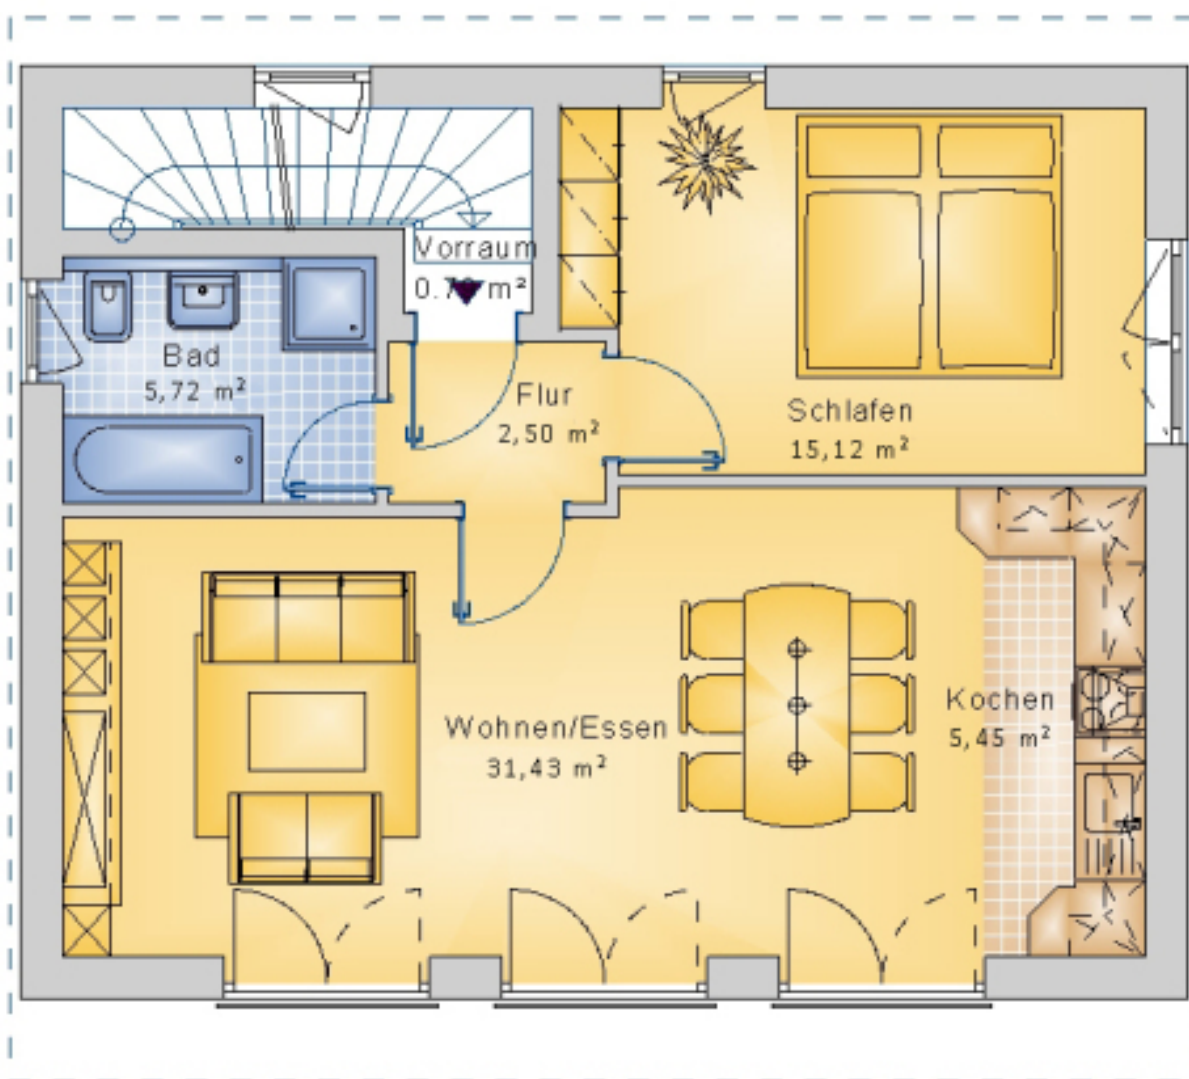 Vorraum
m²
Bad
5,72 m²
Flur
2,50 m²
Schlafen
15,12 m²
Kochen
5,45 m²
Wohnen/Essen
31,43 m²